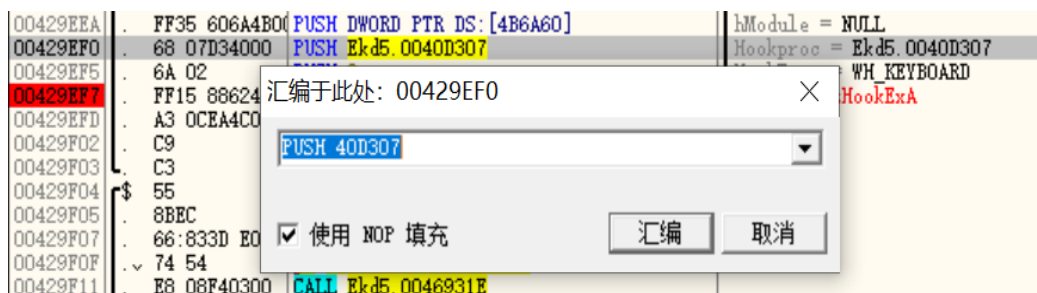 00429EEA . FF35 606A4B0( PUSH DWORD PTR DS:[4B6A60] hModule = NULL
00429EF0 . 68 07D34000 PUSH Ekd5.0040D307 Hookproc = Ekd5.0040D307
00429EF5 . 6A 02 WH_KEYBOARD
00429EF7 . FF15 88624 HookExA
汇编于此处：00429EF0
00429EFD . A3 0CEA4C0
00429F02 . C9
PUSH 40D307
00429F03 . C3
00429F04 $ 55
00429F05 . 8BEC
00429F07 . 66:833D E0
使用 NOP 填充 汇编 取消
00429F0F . 74 54
00429F11 . E8 08F40300 CALL Ekd5.0046931E